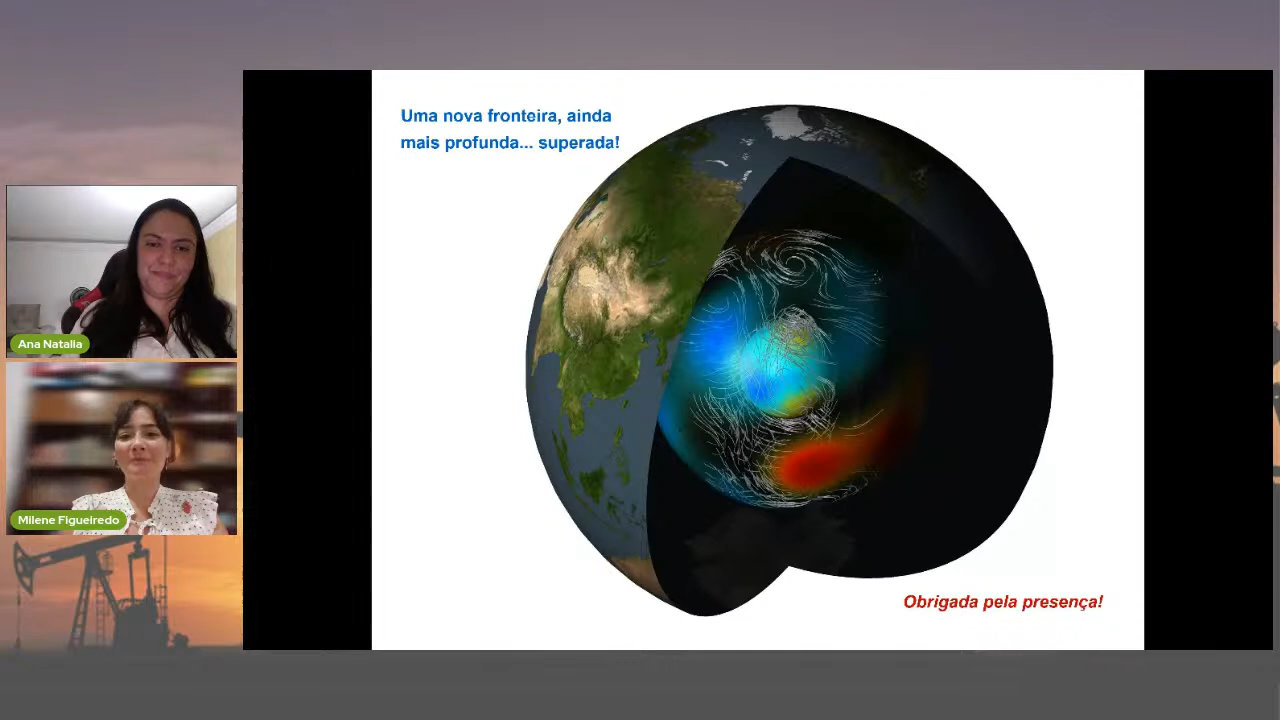 Uma nova fronteira, ainda
mais profunda... superada!
Ana Natalia
Milene Figueiredo
Obrigada pela presença!